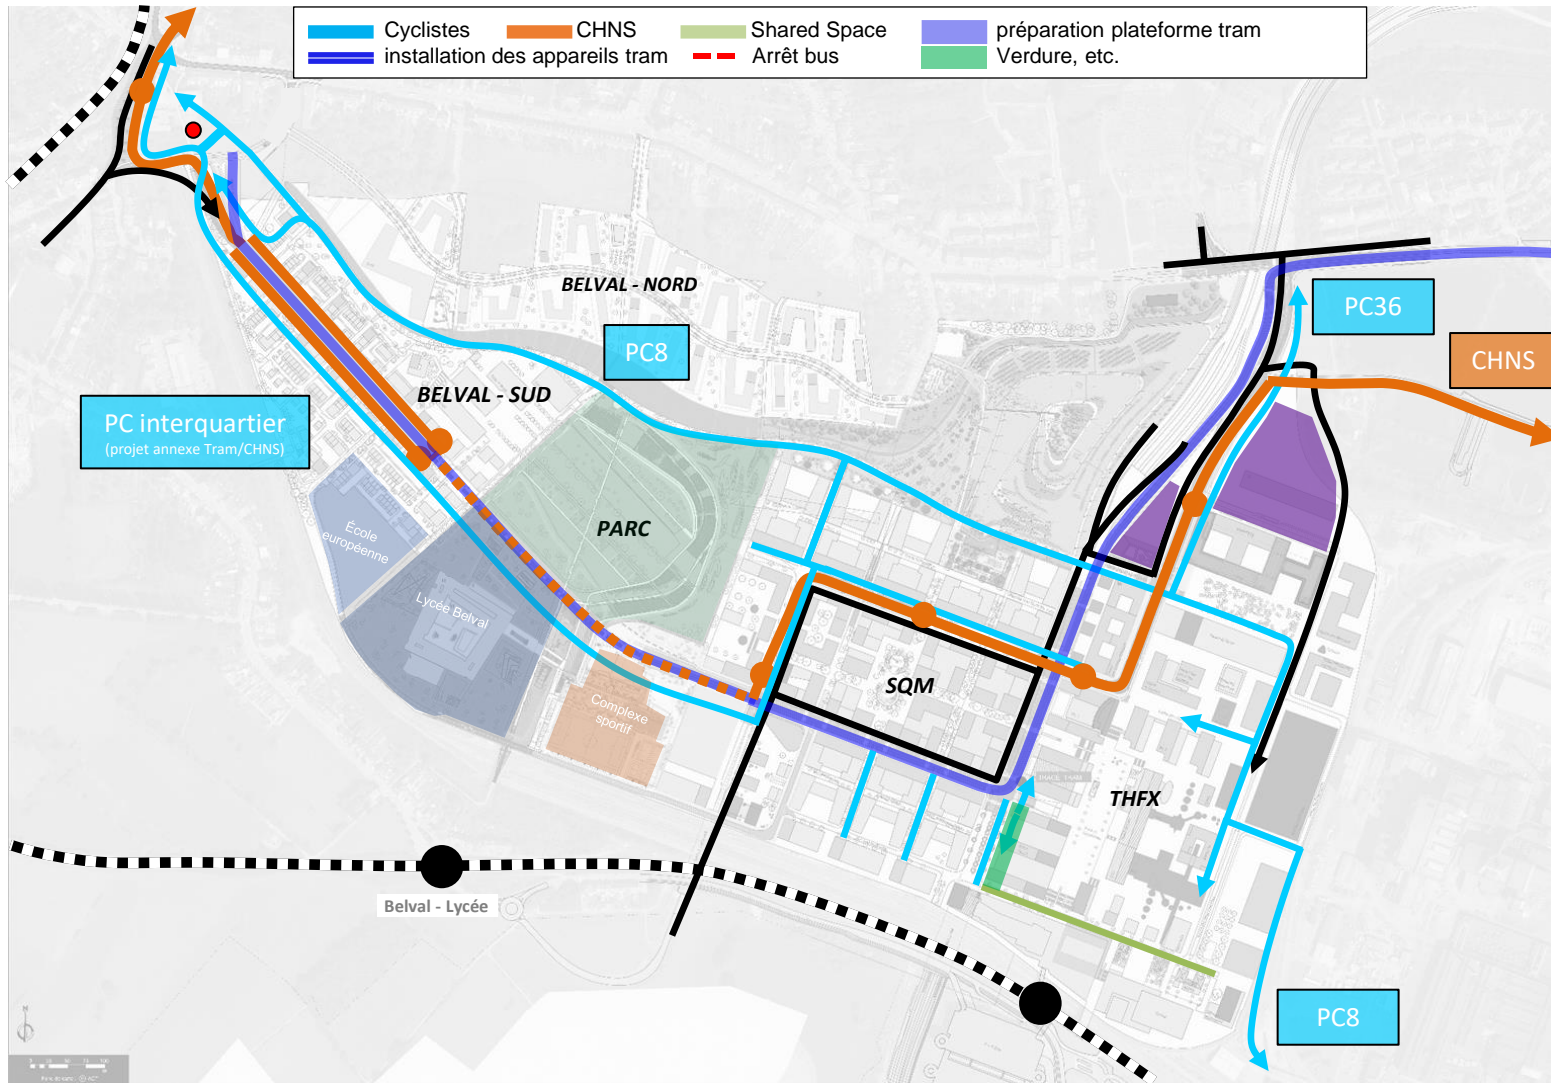 Cyclistes
CHNS
Shared Space
préparation plateforme tram
installation des appareils tram
Arrêt bus
Verdure, etc.
BELVAL - NORD
PC36
PC8
CHNS
BELVAL - SUD
PC interquartier
(projet annexe Tram/CHNS)
École
européenne
PARC
Lycée Belval
SQM
Complexe
sportif
THFX
Belval - Lycée
PC8
N